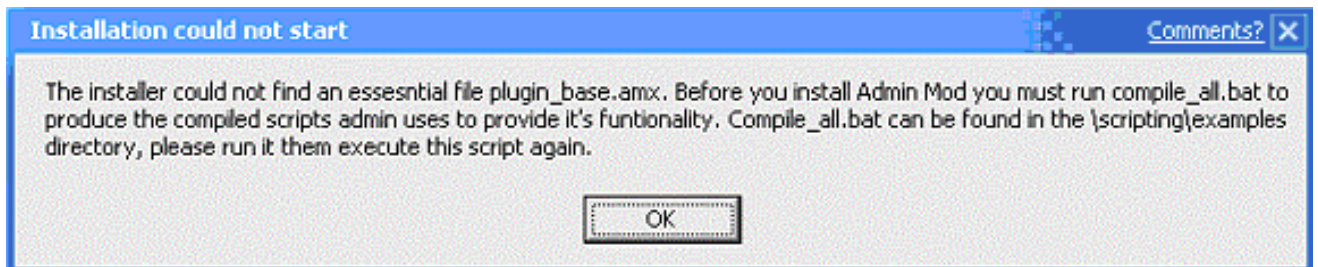 Installation could not start
Comments?
The installer could not find an essesntial file plugin_base.amx. Before you install Admin Mod you must run compile_all.bat to
produce the compiled scripts admin uses to provide it's funtionality. Compile_all.bat can be found in the \scripting\examples
directory, please run it them execute this script again.
OK